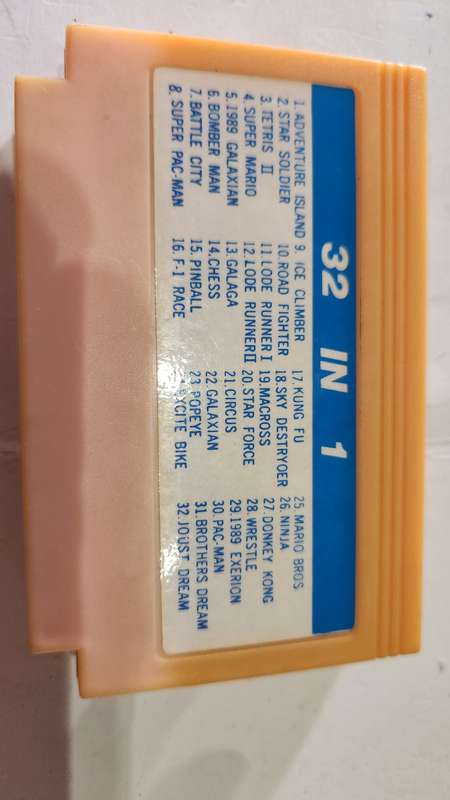 32 IN 1
1.ADVENTURE ISLAND
2.STAR SOLDIER
3.TETRIS II
4.SUPER MARIO
5.1989 GALAXIAN
6.BOMBER MAN
7.BATTLE CITY
8.SUPER PAC-MAN
9.ICE CLIMBER
10.ROAD FIGHTER
11.LODE RUNNER I
12.LODE RUNNER II
13.GALAGA
14.CHESS
15.PINBALL
16.F-1 RACE
17.KUNG FU
18.SKY DESTRYOER
19.MACROSS
20.STAR FORCE
21.CIRCUS
22.GALAXIAN
23.POPEYE
EXCITE BIKE
25.MARIO BROS
26.NINJA
27.DONKEY KONG
28.WRESTLE
29.1989 EXERION
30.PAC-MAN
31.BROTHERS DREAM
32.JOUST DREAM